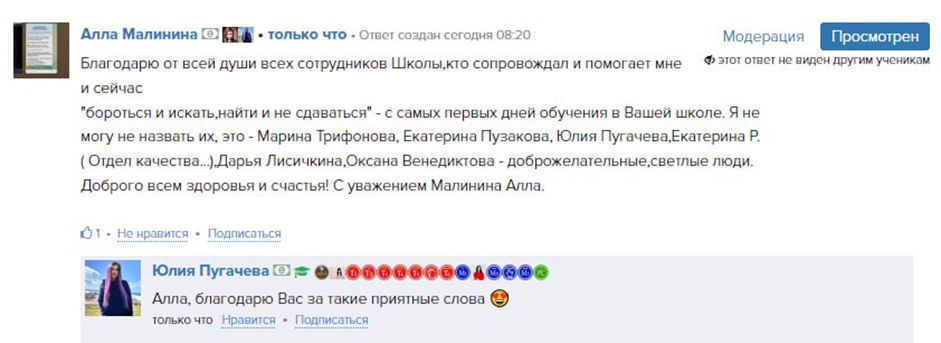 Алла Малинина • только что • Ответ создан сегодня 08:20
Модерация Просмотрен
этот ответ не виден другим ученикам
Благодарю от всей души всех сотрудников Школы,кто сопровождал и помогает мне
и сейчас
"бороться и искать,найти и не сдаваться" - с самых первых дней обучения в Вашей школе. Я не
могу не назвать их, это - Марина Трифонова, Екатерина Пузакова, Юлия Пугачева,Екатерина Р.
( Отдел качества...),Дарья Лисичкина,Оксана Венедиктова - доброжелательные,светлые люди.
Доброго всем здоровья и счастья! С уважением Малинина Алла.
1 • Не нравится • Подписаться
Юлия Пугачева
Алла, благодарю Вас за такие приятные слова 😍
только что Нравится • Подписаться